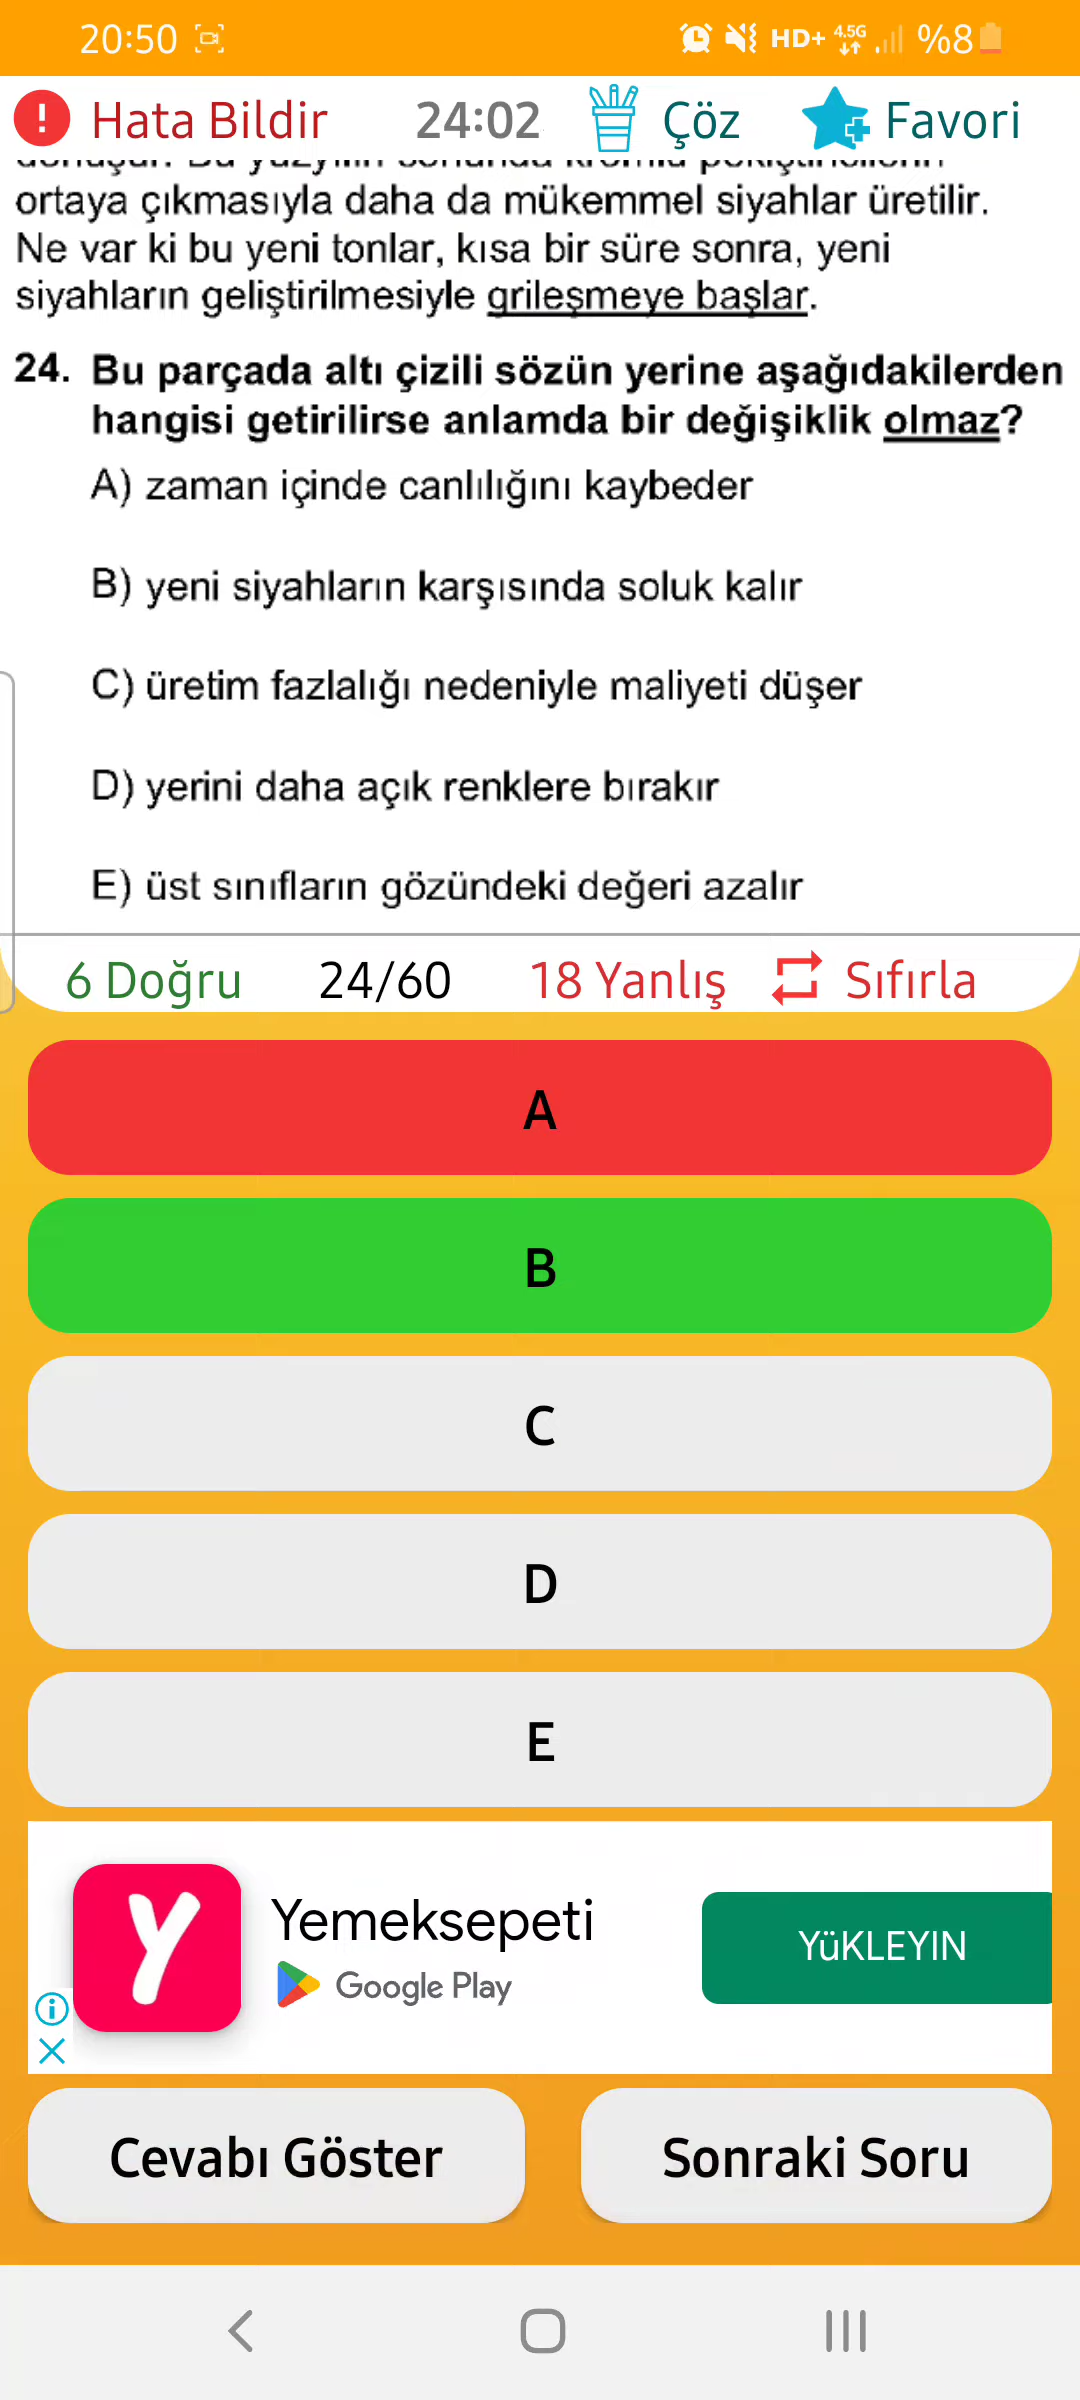 20:50 HD+ 4.5G %8
Hata Bildir 24:02 Çöz Favori
ortaya çıkmasıyla daha da mükemmel siyahlar üretilir.
Ne var ki bu yeni tonlar, kısa bir süre sonra, yeni
siyahların geliştirilmesiyle grileşmeye başlar.
24. Bu parçada altı çizili sözün yerine aşağıdakilerden
hangisi getirilirse anlamda bir değişiklik olmaz?
A) zaman içinde canlılığını kaybeder
B) yeni siyahların karşısında soluk kalır
C) üretim fazlalığı nedeniyle maliyeti düşer
D) yerini daha açık renklere bırakır
E) üst sınıfların gözündeki değeri azalır
6 Doğru 24/60 18 Yanlış Sıfırla
A
B
C
D
E
Yemeksepeti
Google Play
YüKLEYIN
Cevabı Göster Sonraki Soru